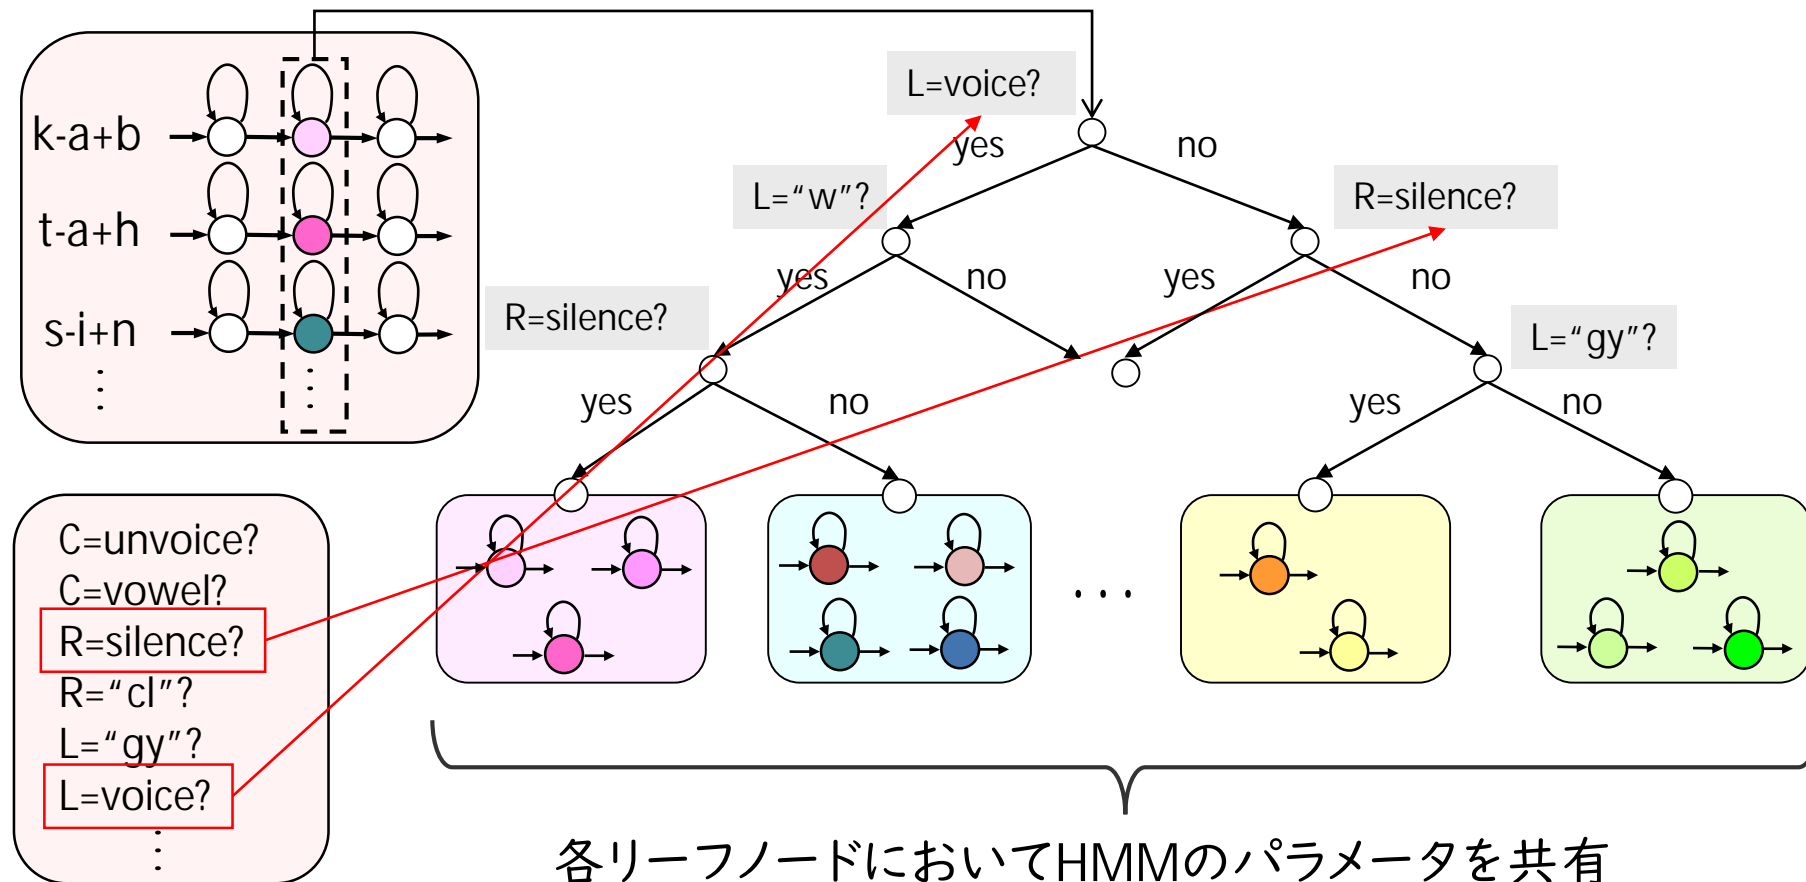 k-a+b
t-a+h
s-i+n
C=unvoice?
C=vowel?
R=silence?
R=“cl”?
L=“gy”?
L=voice?
L=voice?
yes
no
L=“w”?
R=silence?
yes
no
yes
no
R=silence?
L=“gy”?
yes
no
yes
no
各リーフノードにおいてHMMのパラメータを共有